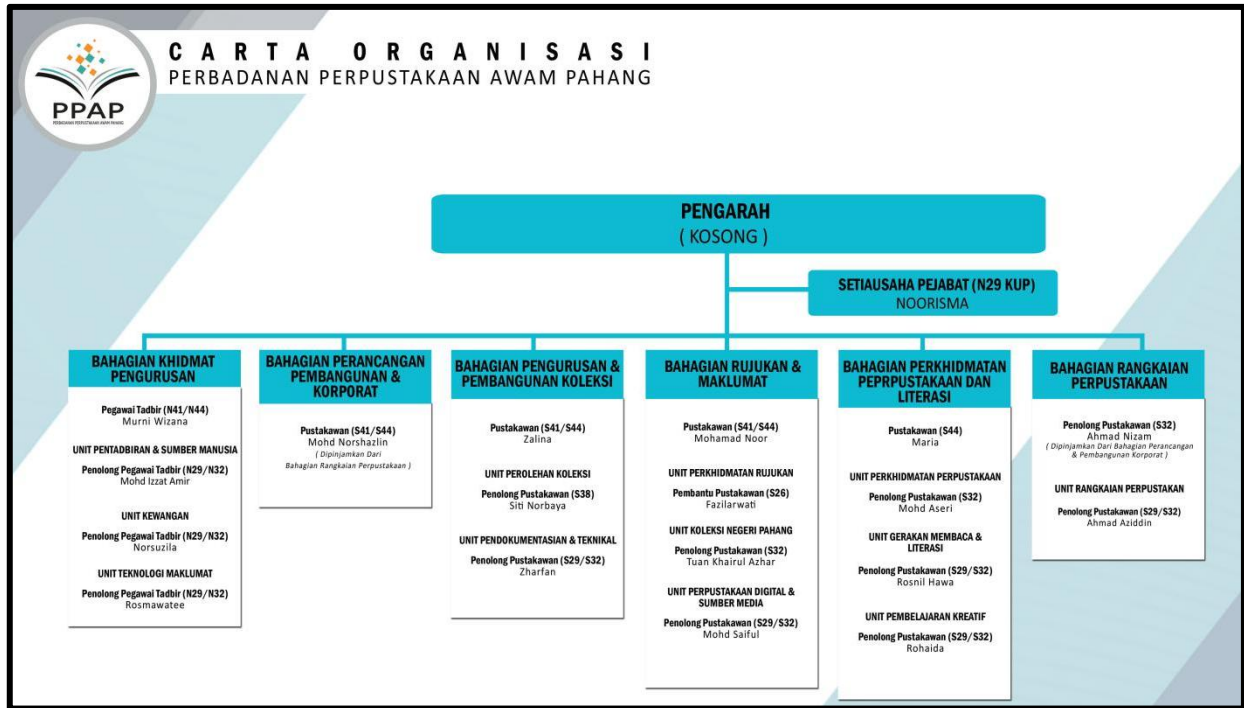 PPAP
PERBADANAN PERPUSTAKAAN AWAM PAHANG
CARTA ORGANISASI
PERBADANAN PERPUSTAKAAN AWAM PAHANG
PENGARAH
( KOSONG )
SETIAUSAHA PEJABAT (N29 KUP)
NOORISMA
BAHAGIAN KHIDMAT
PENGURUSAN
Pegawai Tadbir (N41/N44)
Murni Wizana
UNIT PENTADBIRAN & SUMBER MANUSIA
Penolong Pegawai Tadbir (N29/N32)
Mohd Izzat Amir
UNIT KEWANGAN
Penolong Pegawai Tadbir (N29/N32)
Norsuzila
UNIT TEKNOLOGI MAKLUMAT
Penolong Pegawai Tadbir (N29/N32)
Rosmawatee
BAHAGIAN PERANCANGAN
PEMBANGUNAN &
KORPORAT
Pustakawan (S41/S44)
Mohd Norshazlin
( Dipinjamkan Dari
Bahagian Rangkaian Perpustakaan )
BAHAGIAN PENGURUSAN &
PEMBANGUNAN KOLEKSI
Pustakawan (S41/S44)
Zalina
UNIT PEROLEHAN KOLEKSI
Penolong Pustakawan (S38)
Siti Norbaya
UNIT PENDOKUMENTASIAN & TEKNIKAL
Penolong Pustakawan (S29/S32)
Zharfan
BAHAGIAN RUJUKAN &
MAKLUMAT
Pustakawan (S41/S44)
Mohamad Noor
UNIT PERKHIDMATAN RUJUKAN
Pembantu Pustakawan (S26)
Fazilarwati
UNIT KOLEKSI NEGERI PAHANG
Penolong Pustakawan (S32)
Tuan Khairul Azhar
UNIT PERPUSTAKAAN DIGITAL &
SUMBER MEDIA
Penolong Pustakawan (S29/S32)
Mohd Saiful
BAHAGIAN PERKHIDMATAN
PEPRPUSTAKAAN DAN
LITERASI
Pustakawan (S44)
Maria
UNIT PERKHIDMATAN PERPUSTAKAAN
Penolong Pustakawan (S32)
Mohd Aseri
UNIT GERAKAN MEMBACA &
LITERASI
Penolong Pustakawan (S29/S32)
Rosnil Hawa
UNIT PEMBELAJARAN KREATIF
Penolong Pustakawan (S29/S32)
Rohaida
BAHAGIAN RANGKAIAN
PERPUSTAKAAN
Penolong Pustakawan (S32)
Ahmad Nizam
( Dipinjamkan Dari Bahagian Perancangan
& Pembangunan Korporat )
UNIT RANGKAIAN PERPUSTAKAN
Penolong Pustakawan (S29/S32)
Ahmad Aziddin